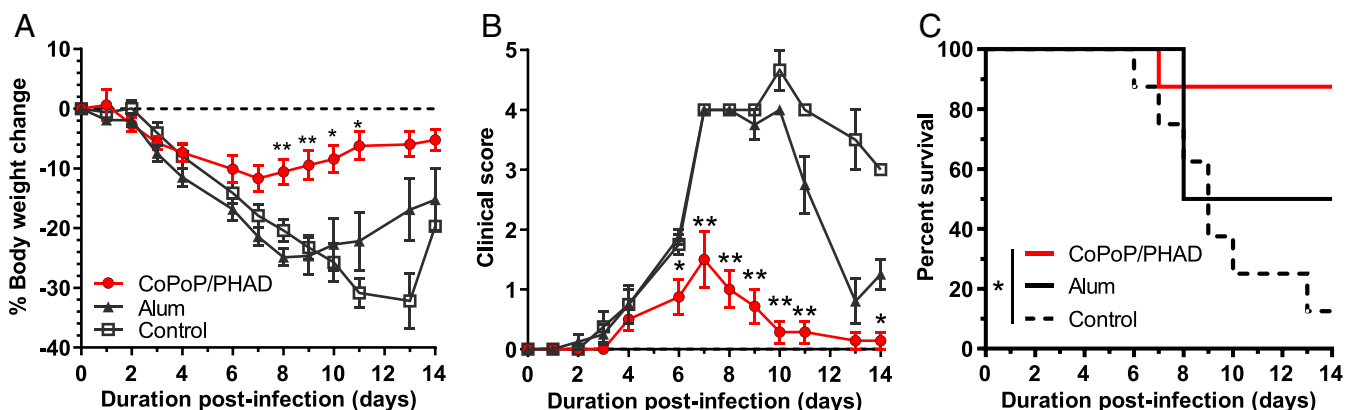 A
% Body weight change
10
0
-10
-20
-30
-40
** ** * *
CoPoP/PHAD
Alum
Control
0 2 4 6 8 10 12 14
Duration post-infection (days)
B
Clinical score
5
4
3
2
1
0
* ** ** ** ** ** *
0 2 4 6 8 10 12 14
Duration post-infection (days)
C
Percent survival
100
80
60
40
20
0
*
CoPoP/PHAD
Alum
Control
0 2 4 6 8 10 12 14
Duration post-infection (days)